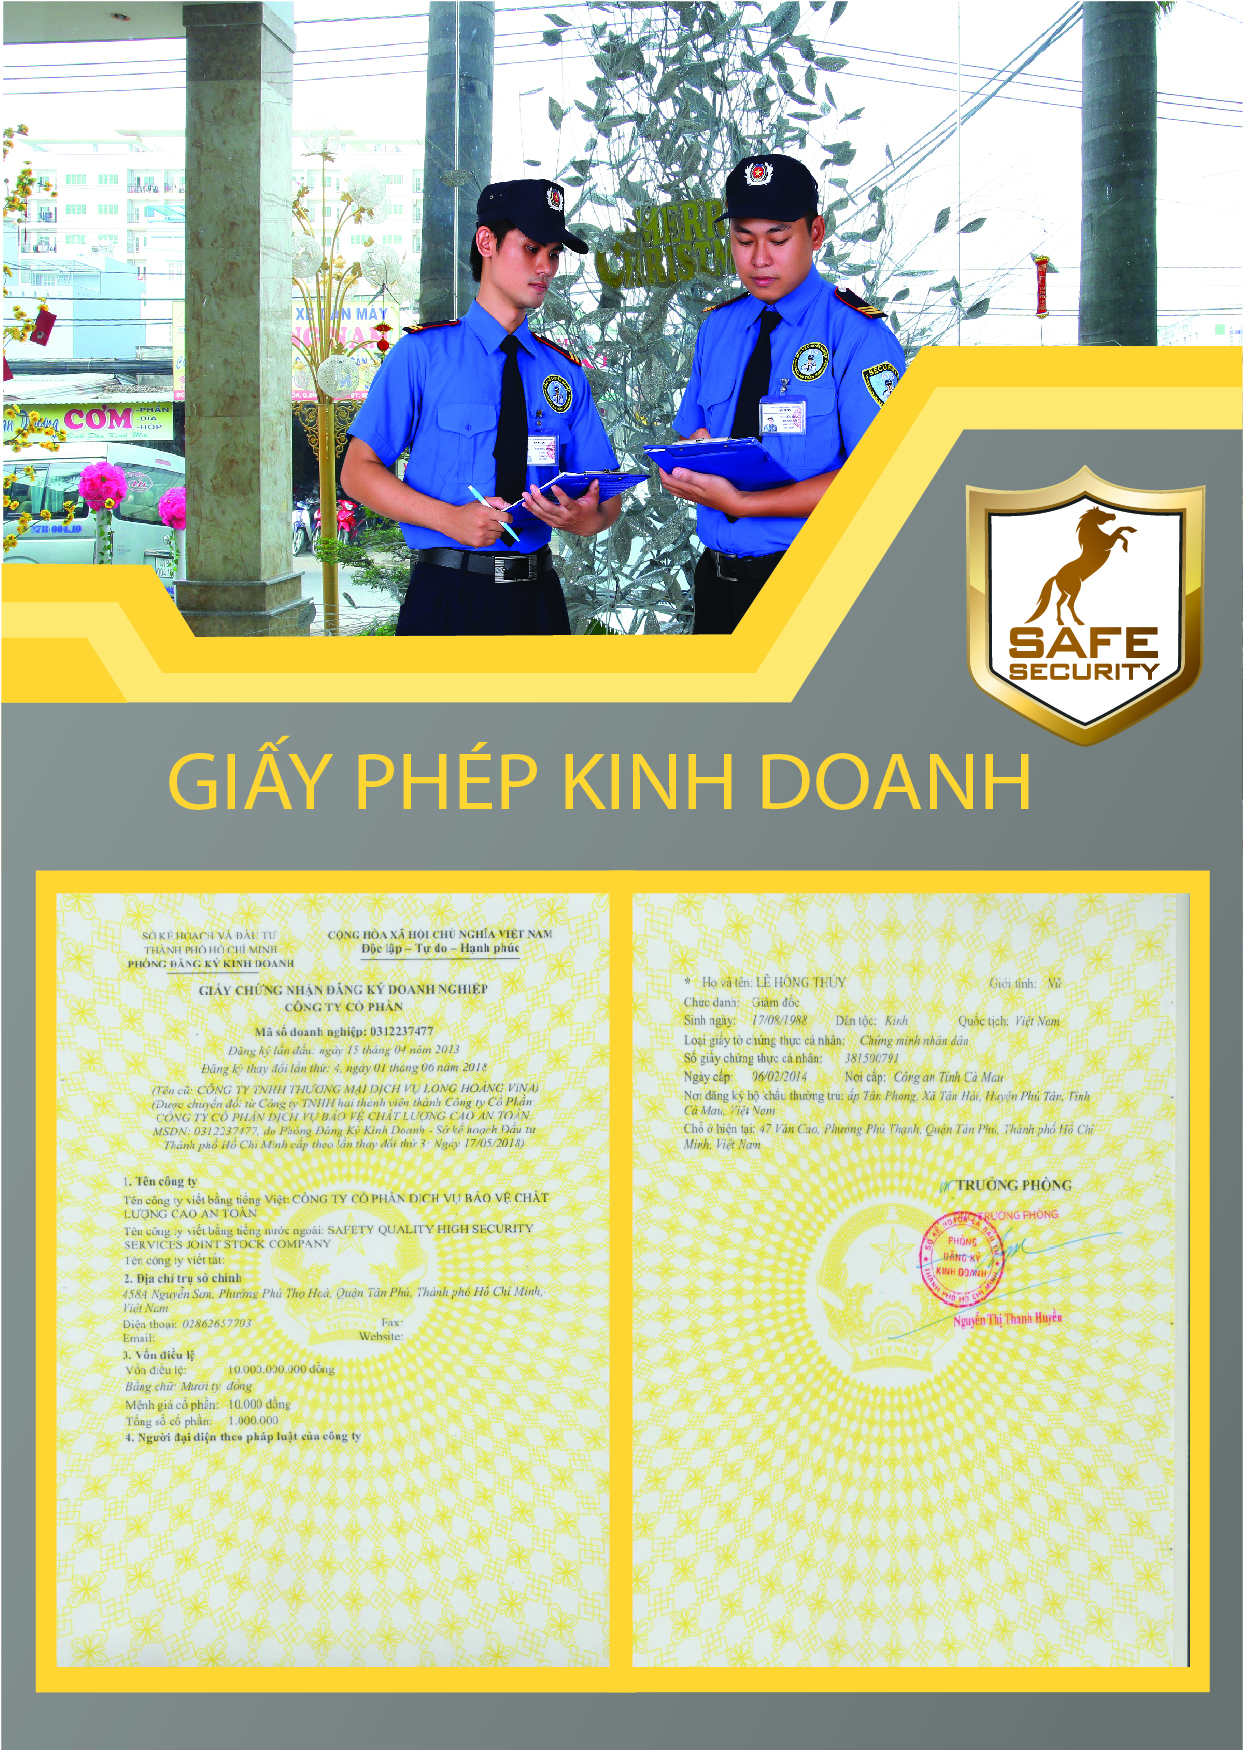 MERRY
CHRISTM
XE GẮN MÁY
CƠM
-PHẦN
-DĨA
-HỘP
SECURITY
SAFE
SECURITY
GIẤY PHÉP KINH DOANH
SỞ KẾ HOẠCH VÀ ĐẦU TƯ
THÀNH PHỐ HỒ CHÍ MINH
PHÒNG ĐĂNG KÝ KINH DOANH
CỘNG HÒA XÃ HỘI CHỦ NGHĨA VIỆT NAM
Độc lập – Tự do – Hạnh phúc
GIẤY CHỨNG NHẬN ĐĂNG KÝ DOANH NGHIỆP
CÔNG TY CỔ PHẦN
Mã số doanh nghiệp: 0312237477
Đăng ký lần đầu: ngày 15 tháng 04 năm 2013
Đăng ký thay đổi lần thứ: 4, ngày 01 tháng 06 năm 2018
(Tên cũ: CÔNG TY TNHH THƯƠNG MẠI DỊCH VỤ LONG HOÀNG VINA)
(Được chuyển đổi từ Công ty TNHH hai thành viên thành Công ty Cổ Phần
CÔNG TY CỔ PHẦN DỊCH VỤ BẢO VỆ CHẤT LƯỢNG CAO AN TOÀN,
MSDN: 0312237477, do Phòng Đăng Ký Kinh Doanh - Sở kế hoạch Đầu tư
Thành phố Hồ Chí Minh cấp theo lần thay đổi thứ 3: Ngày 17/05/2018)
1. Tên công ty
Tên công ty viết bằng tiếng Việt: CÔNG TY CỔ PHẦN DỊCH VỤ BẢO VỆ CHẤT
LƯỢNG CAO AN TOÀN
Tên công ty viết bằng tiếng nước ngoài: SAFETY QUALITY HIGH SECURITY
SERVICES JOINT STOCK COMPANY
Tên công ty viết tắt:
2. Địa chỉ trụ sở chính
458A Nguyễn Sơn, Phường Phú Thọ Hoà, Quận Tân Phú, Thành phố Hồ Chí Minh,
Việt Nam
Điện thoại: 02862657703 Fax:
Email: Website:
3. Vốn điều lệ
Vốn điều lệ: 10.000.000.000 đồng
Bằng chữ: Mười tỷ đồng
Mệnh giá cổ phần: 10.000 đồng
Tổng số cổ phần: 1.000.000
4. Người đại diện theo pháp luật của công ty
* Họ và tên: LÊ HỒNG THÚY Giới tính: Nữ
Chức danh: Giám đốc
Sinh ngày: 17/08/1988 Dân tộc: Kinh Quốc tịch: Việt Nam
Loại giấy tờ chứng thực cá nhân: Chứng minh nhân dân
Số giấy chứng thực cá nhân: 381500791
Ngày cấp: 06/02/2014 Nơi cấp: Công an Tỉnh Cà Mau
Nơi đăng ký hộ khẩu thường trú: ấp Tân Phong, Xã Tân Hải, Huyện Phú Tân, Tỉnh
Cà Mau, Việt Nam
Chỗ ở hiện tại: 47 Văn Cao, Phường Phú Thạnh, Quận Tân Phú, Thành phố Hồ Chí
Minh, Việt Nam
TRƯỞNG PHÒNG
PHÓ TRƯỞNG PHÒNG
SỞ KẾ HOẠCH VÀ ĐẦU TƯ
PHÒNG
ĐĂNG KÝ
KINH DOANH
THÀNH PHỐ HỒ CHÍ MINH
Nguyễn Thị Thanh Huyền
VIỆT NAM